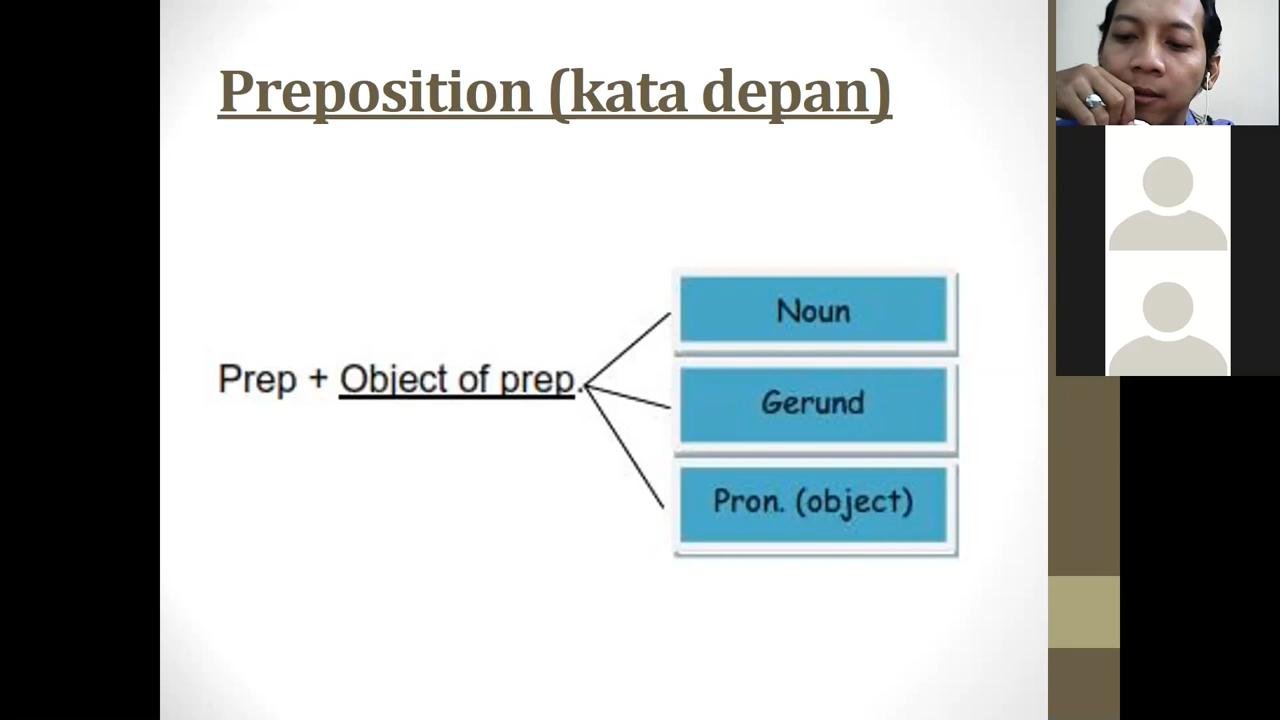 Preposition (kata depan)
Prep + Object of prep.
Noun
Gerund
Pron. (object)